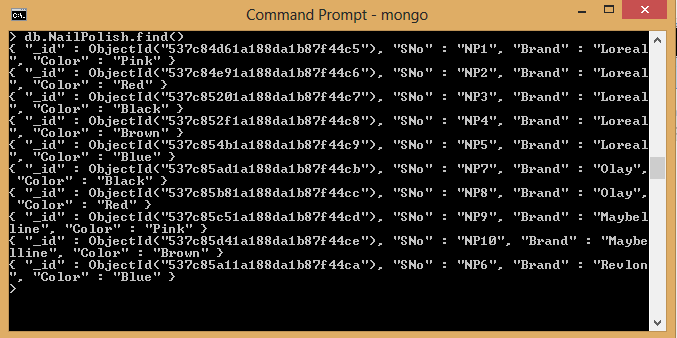 Command Prompt - mongo
> db.NailPolish.find()
{ "_id" : ObjectId("537c84d61a188da1b87f44c5"), "SNo" : "NP1", "Brand" : "Loreal
", "Color" : "Pink" }
{ "_id" : ObjectId("537c84e91a188da1b87f44c6"), "SNo" : "NP2", "Brand" : "Loreal
", "Color" : "Red" }
{ "_id" : ObjectId("537c85201a188da1b87f44c7"), "SNo" : "NP3", "Brand" : "Loreal
", "Color" : "Black" }
{ "_id" : ObjectId("537c852f1a188da1b87f44c8"), "SNo" : "NP4", "Brand" : "Loreal
", "Color" : "Brown" }
{ "_id" : ObjectId("537c854b1a188da1b87f44c9"), "SNo" : "NP5", "Brand" : "Loreal
", "Color" : "Blue" }
{ "_id" : ObjectId("537c85ad1a188da1b87f44cb"), "SNo" : "NP7", "Brand" : "Olay",
 "Color" : "Black" }
{ "_id" : ObjectId("537c85b81a188da1b87f44cc"), "SNo" : "NP8", "Brand" : "Olay",
 "Color" : "Red" }
{ "_id" : ObjectId("537c85c51a188da1b87f44cd"), "SNo" : "NP9", "Brand" : "Maybel
line", "Color" : "Pink" }
{ "_id" : ObjectId("537c85d41a188da1b87f44ce"), "SNo" : "NP10", "Brand" : "Maybe
lline", "Color" : "Brown" }
{ "_id" : ObjectId("537c85a11a188da1b87f44ca"), "SNo" : "NP6", "Brand" : "Revlon
", "Color" : "Blue" }
>